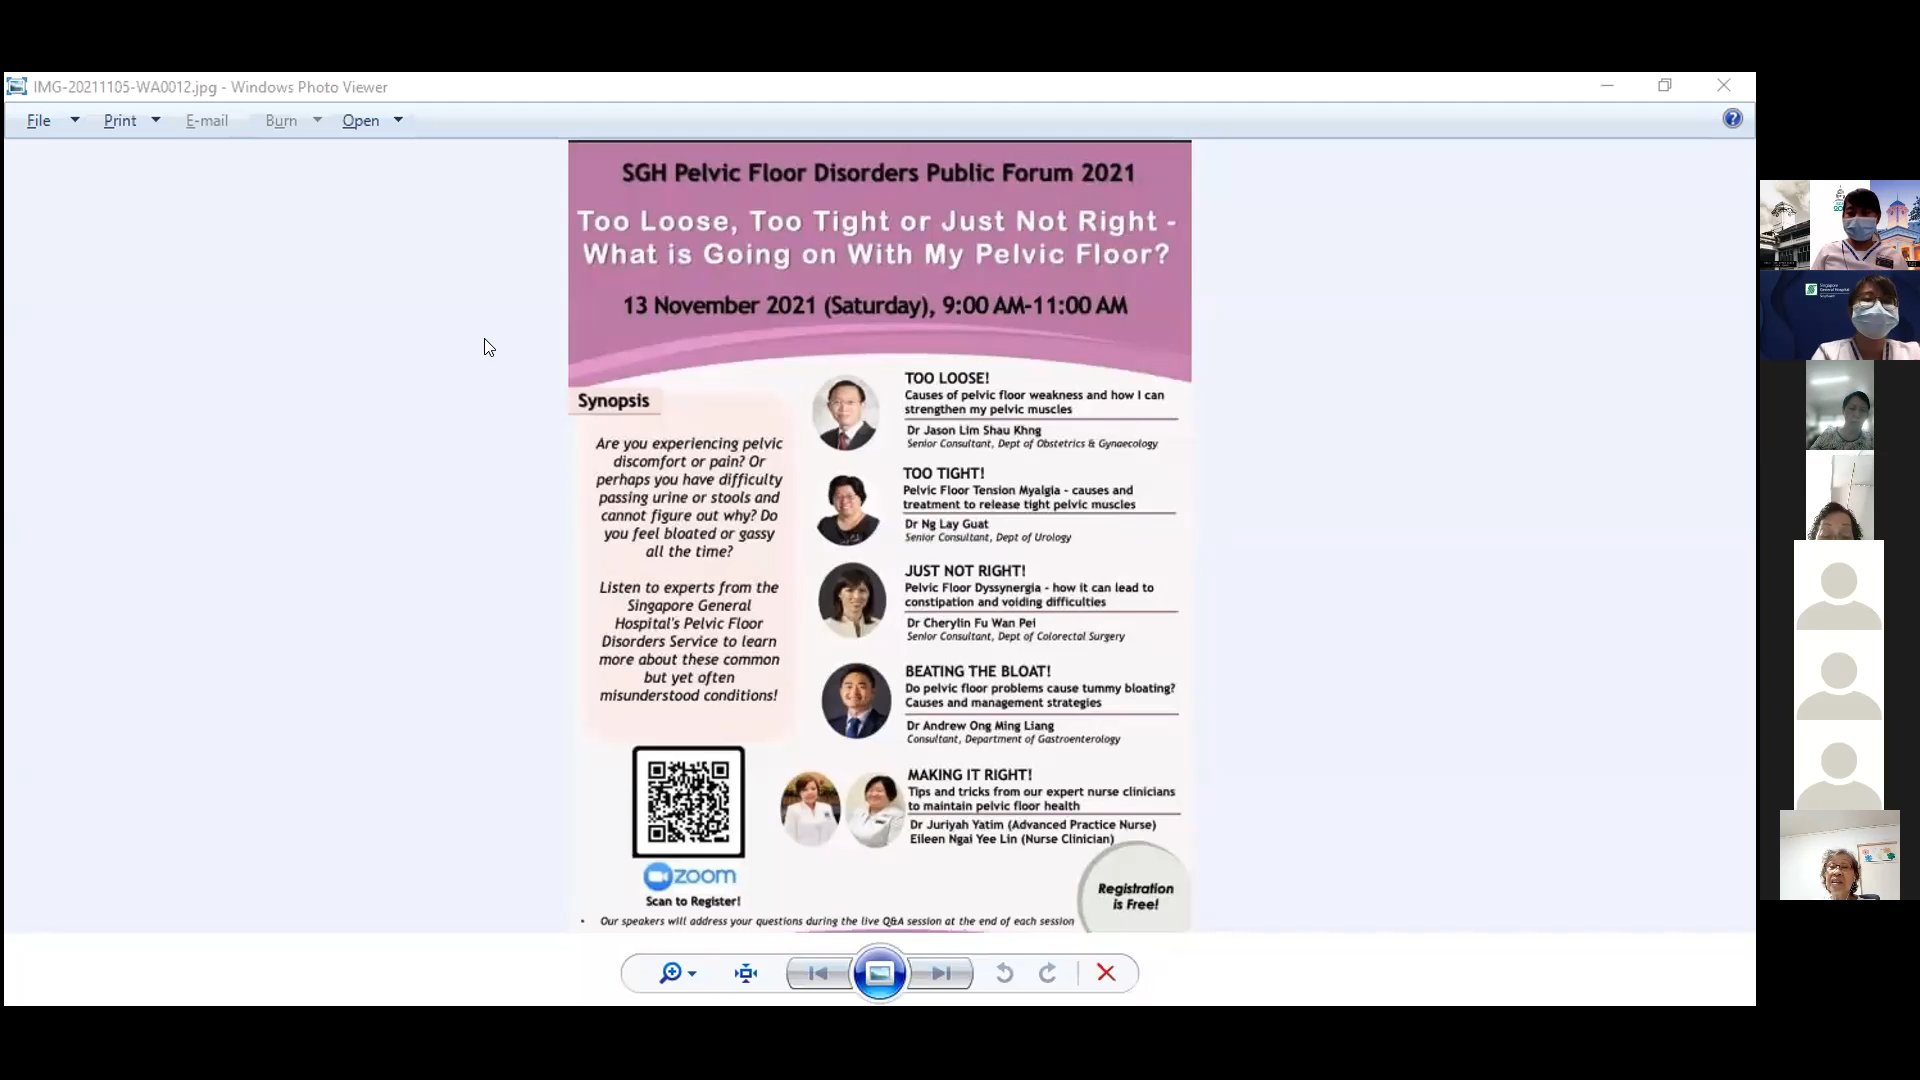 IMG-20211105-WA0012.jpg - Windows Photo Viewer
File Print E-mail Burn Open
SGH Pelvic Floor Disorders Public Forum 2021
Too Loose, Too Tight or Just Not Right -
What is Going on With My Pelvic Floor?
13 November 2021 (Saturday), 9:00 AM-11:00 AM
Synopsis
Are you experiencing pelvic
discomfort or pain? Or
perhaps you have difficulty
passing urine or stools and
cannot figure out why? Do
you feel bloated or gassy
all the time?
Listen to experts from the
Singapore General
Hospital's Pelvic Floor
Disorders Service to learn
more about these common
but yet often
misunderstood conditions!
TOO LOOSE!
Causes of pelvic floor weakness and how I can
strengthen my pelvic muscles
Dr Jason Lim Shau Khng
Senior Consultant, Dept of Obstetrics & Gynaecology
TOO TIGHT!
Pelvic Floor Tension Myalgia - causes and
treatment to release tight pelvic muscles
Dr Ng Lay Guat
Senior Consultant, Dept of Urology
JUST NOT RIGHT!
Pelvic Floor Dyssynergia - how it can lead to
constipation and voiding difficulties
Dr Cherylin Fu Wan Pei
Senior Consultant, Dept of Colorectal Surgery
BEATING THE BLOAT!
Do pelvic floor problems cause tummy bloating?
Causes and management strategies
Dr Andrew Ong Ming Liang
Consultant, Department of Gastroenterology
MAKING IT RIGHT!
Tips and tricks from our expert nurse clinicians
to maintain pelvic floor health
Dr Juriyah Yatim (Advanced Practice Nurse)
Eileen Ngai Yee Lin (Nurse Clinician)
zoom
Scan to Register!
Registration
is Free!
• Our speakers will address your questions during the live Q&A session at the end of each session
Singapore
General Hospital